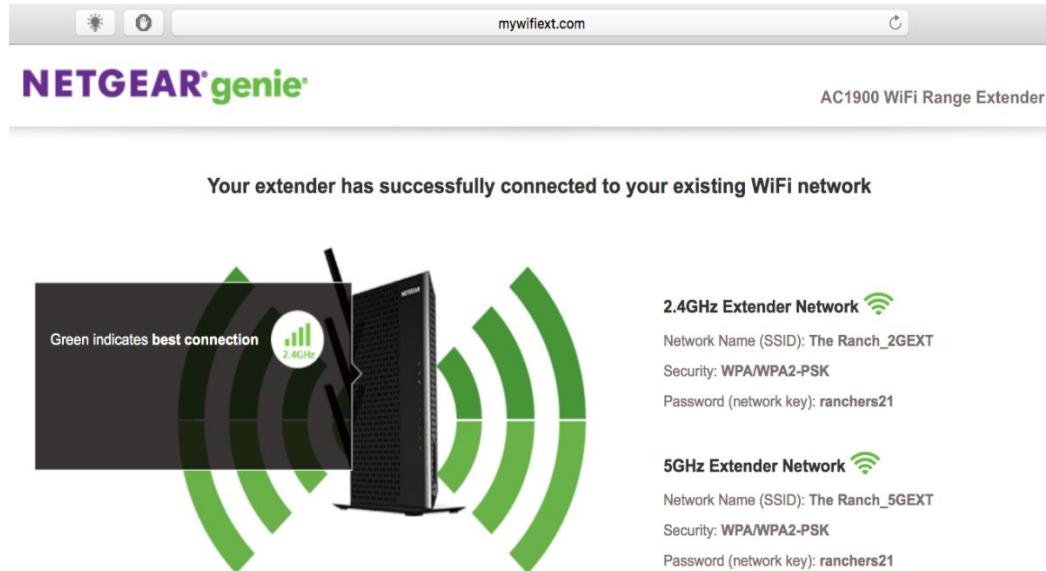 mywifiext.com
NETGEAR® genie®
AC1900 WiFi Range Extender
Your extender has successfully connected to your existing WiFi network
Green indicates best connection
2.4GHz
NETGEAR
2.4GHz Extender Network
Network Name (SSID): The Ranch_2GEXT
Security: WPA/WPA2-PSK
Password (network key): ranchers21
5GHz Extender Network
Network Name (SSID): The Ranch_5GEXT
Security: WPA/WPA2-PSK
Password (network key): ranchers21